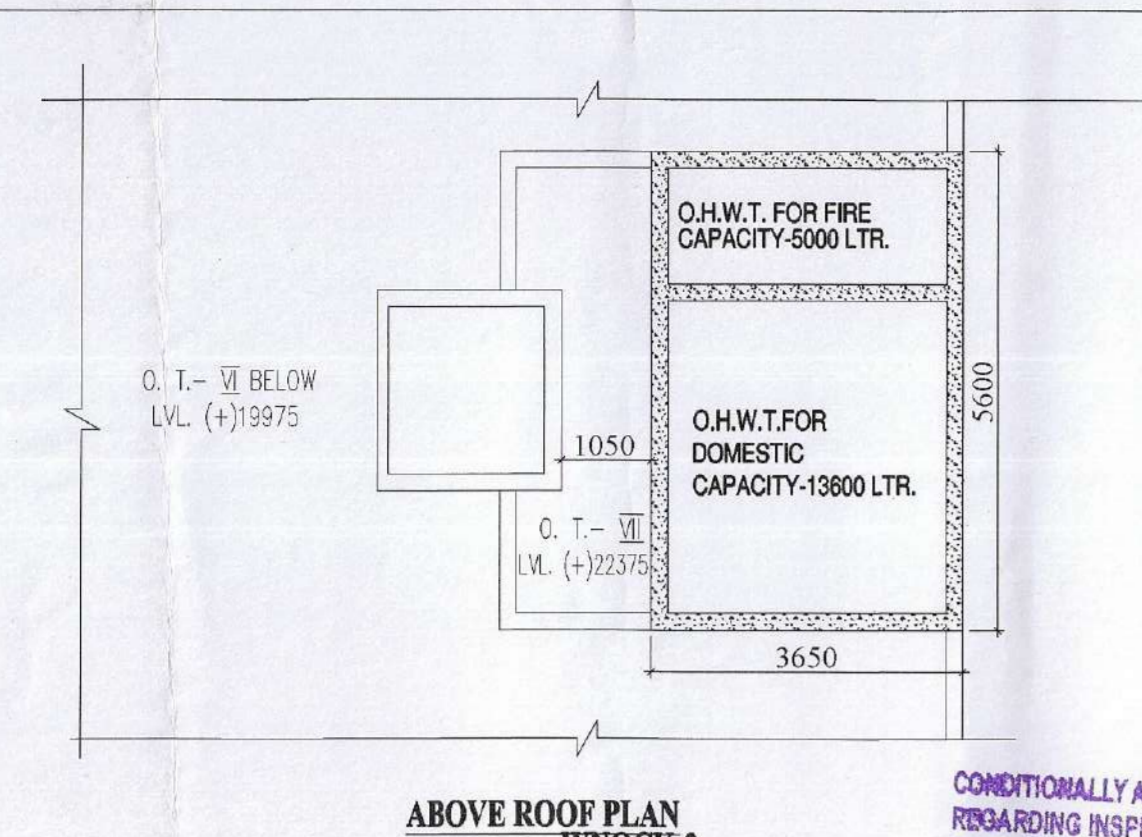 O.H.W.T. FOR FIRE
CAPACITY-5000 LTR.
O. T.- VI BELOW
LVL. (+)19975
5600
1050
O.H.W.T.FOR
DOMESTIC
CAPACITY-13600 LTR.
O. T.- VII
LVL. (+)22375
3650
ABOVE ROOF PLAN
CONDITIONALLY
REGARDING